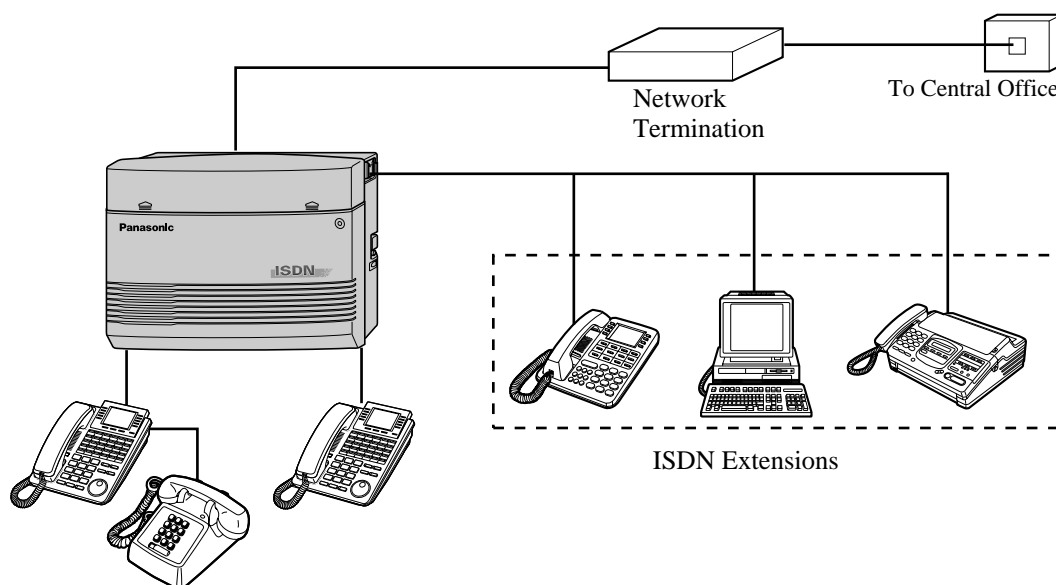 Network
Termination
To Central Office
Panasonic
ISDN
ISDN Extensions